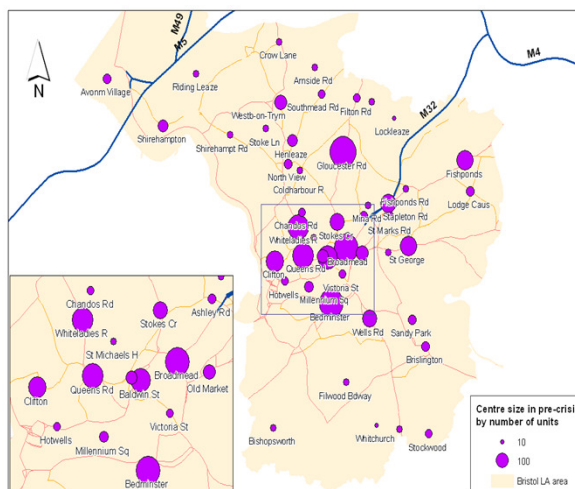 M49
M5
M4
M32
N
Crow Lane
Arnside Rd
Avonm Village
Riding Leaze
Southmead Rd
Filton Rd
Westb-on-Trym
Lockleaze
Shirehampton
Shirehampt Rd
Stoke Ln
Henleaze
Gloucester Rd
North View
Coldharbour R
Fishponds
Lodge Caus
Fishponds Rd
Stapleton Rd
Mina Rd
St Marks Rd
Chandos Rd
Whiteladies R
Stokes Cr
St George
Clifton
Queens Rd
Broadmead
Hotwells
Victoria St
Millennium Sq
Bedminster
Wells Rd
Sandy Park
Brislington
Filwood Bdway
Bishopsworth
Whitchurch
Stockwood
Chandos Rd
Whiteladies R
Stokes Cr
Ashley Rd
St Michaels H
Broadmead
Queens Rd
Baldwin St
Old Market
Clifton
Hotwells
Victoria St
Millennium Sq
Bedminster
Centre size in pre-crisi
by number of units
10
100
Bristol LA area